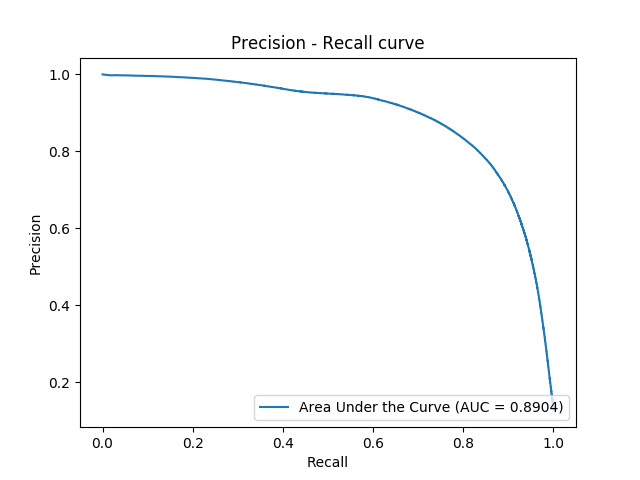 Precision - Recall curve
Precision
1.0
0.8
0.6
0.4
0.2
0.0
0.2
0.4
0.6
0.8
1.0
Recall
Area Under the Curve (AUC = 0.8904)